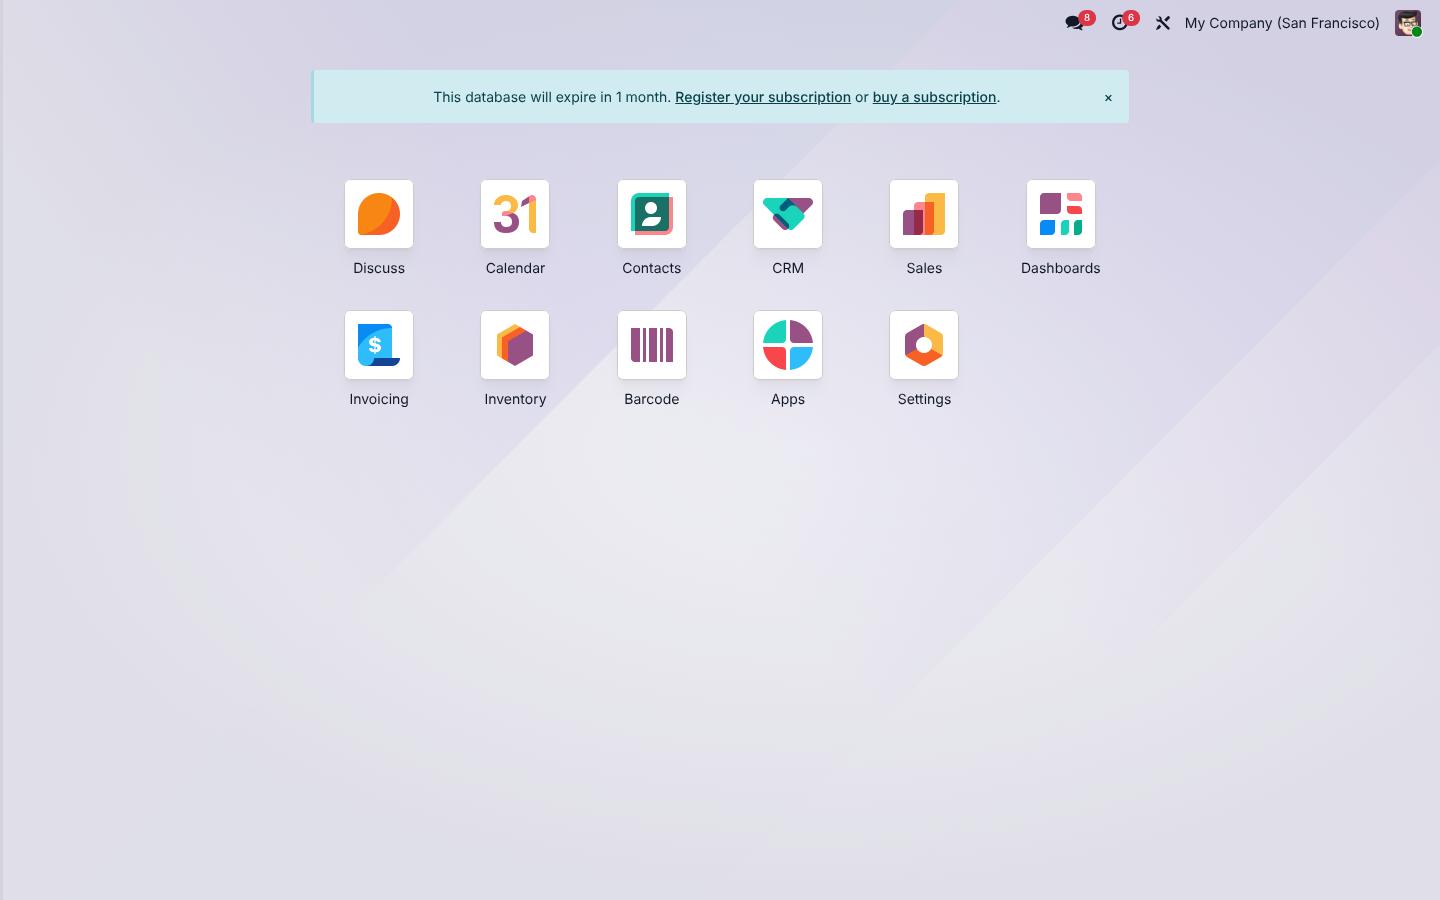 8 6 My Company (San Francisco)
This database will expire in 1 month. Register your subscription or buy a subscription. ×
31
Discuss Calendar Contacts CRM Sales Dashboards
$
Invoicing Inventory Barcode Apps Settings